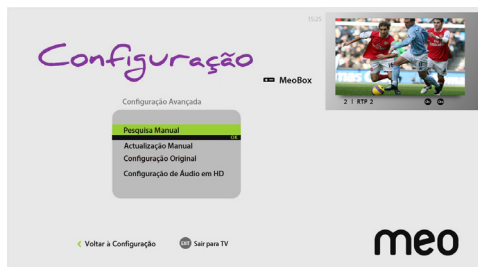 15:25
Configuração
MeoBox
2 | RTP 2
Configuração Avançada
Pesquisa Manual
OK
Actualização Manual
Configuração Original
Configuração de Áudio em HD
< Voltar à Configuração
EXIT Sair para TV
meo